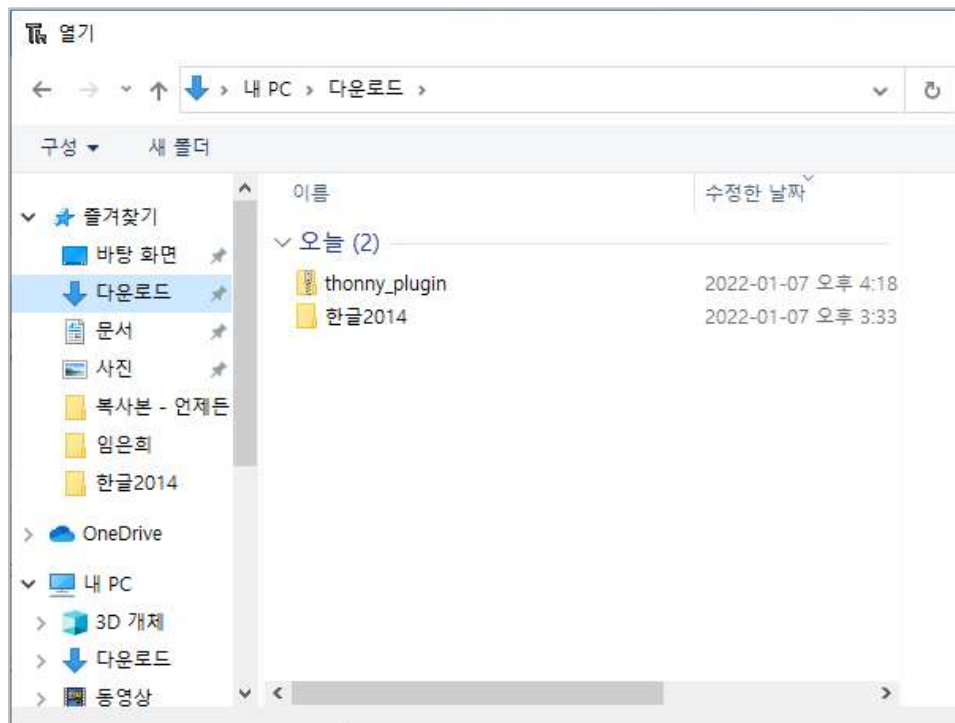 열기
내 PC > 다운로드 >
구성 새 폴더
이름 수정한 날짜
즐겨찾기
오늘 (2)
바탕 화면
thonny_plugin 2022-01-07 오후 4:18
다운로드
한글2014 2022-01-07 오후 3:33
문서
사진
복사본 - 언제든
임은희
한글2014
OneDrive
내 PC
3D 개체
다운로드
동영상